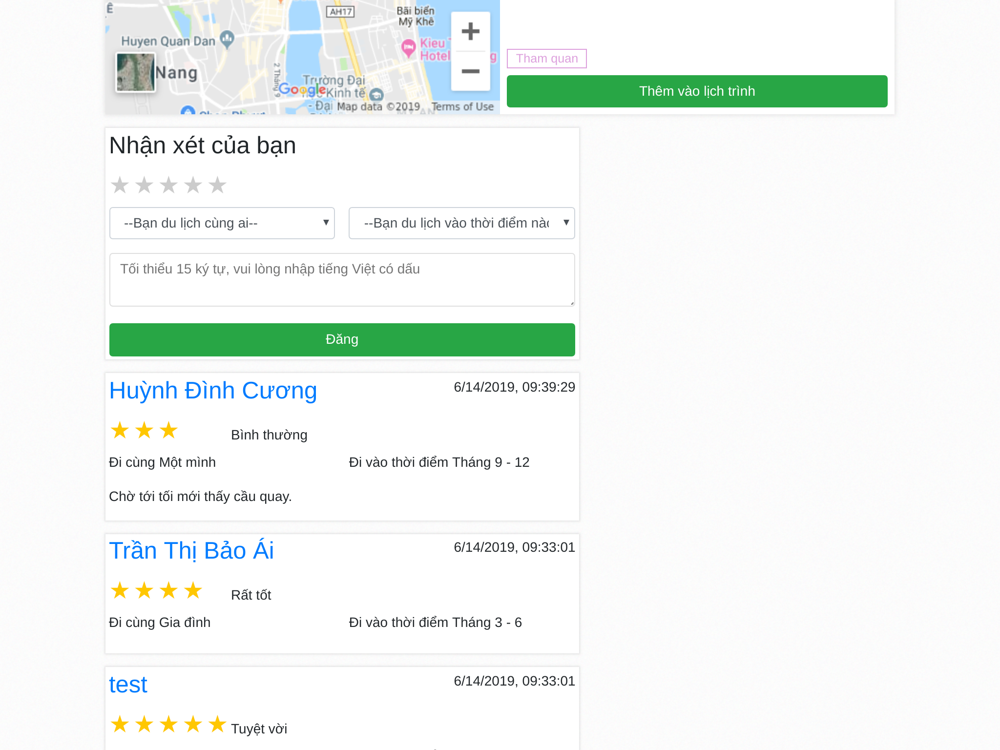 AH17
Bãi biển
Mỹ Khê
Huyen Quan Dan
Kieu
Hotel
g
Nang
2 Tháng 9
Trường Đại
Kinh tế
- Đại
Google
Map data ©2019
Terms of Use
MỸ AN
Tham quan
Thêm vào lịch trình
Nhận xét của bạn
--Bạn du lịch cùng ai--
--Bạn du lịch vào thời điểm
Tối thiểu 15 ký tự, vui lòng nhập tiếng Việt có dấu
Đăng
Huỳnh Đình Cương
6/14/2019, 09:39:29
Bình thường
Đi cùng Một mình
Đi vào thời điểm Tháng 9 - 12
Chờ tới tối mới thấy cầu quay.
Trần Thị Bảo Ái
6/14/2019, 09:33:01
Rất tốt
Đi cùng Gia đình
Đi vào thời điểm Tháng 3 - 6
test
6/14/2019, 09:33:01
Tuyệt vời